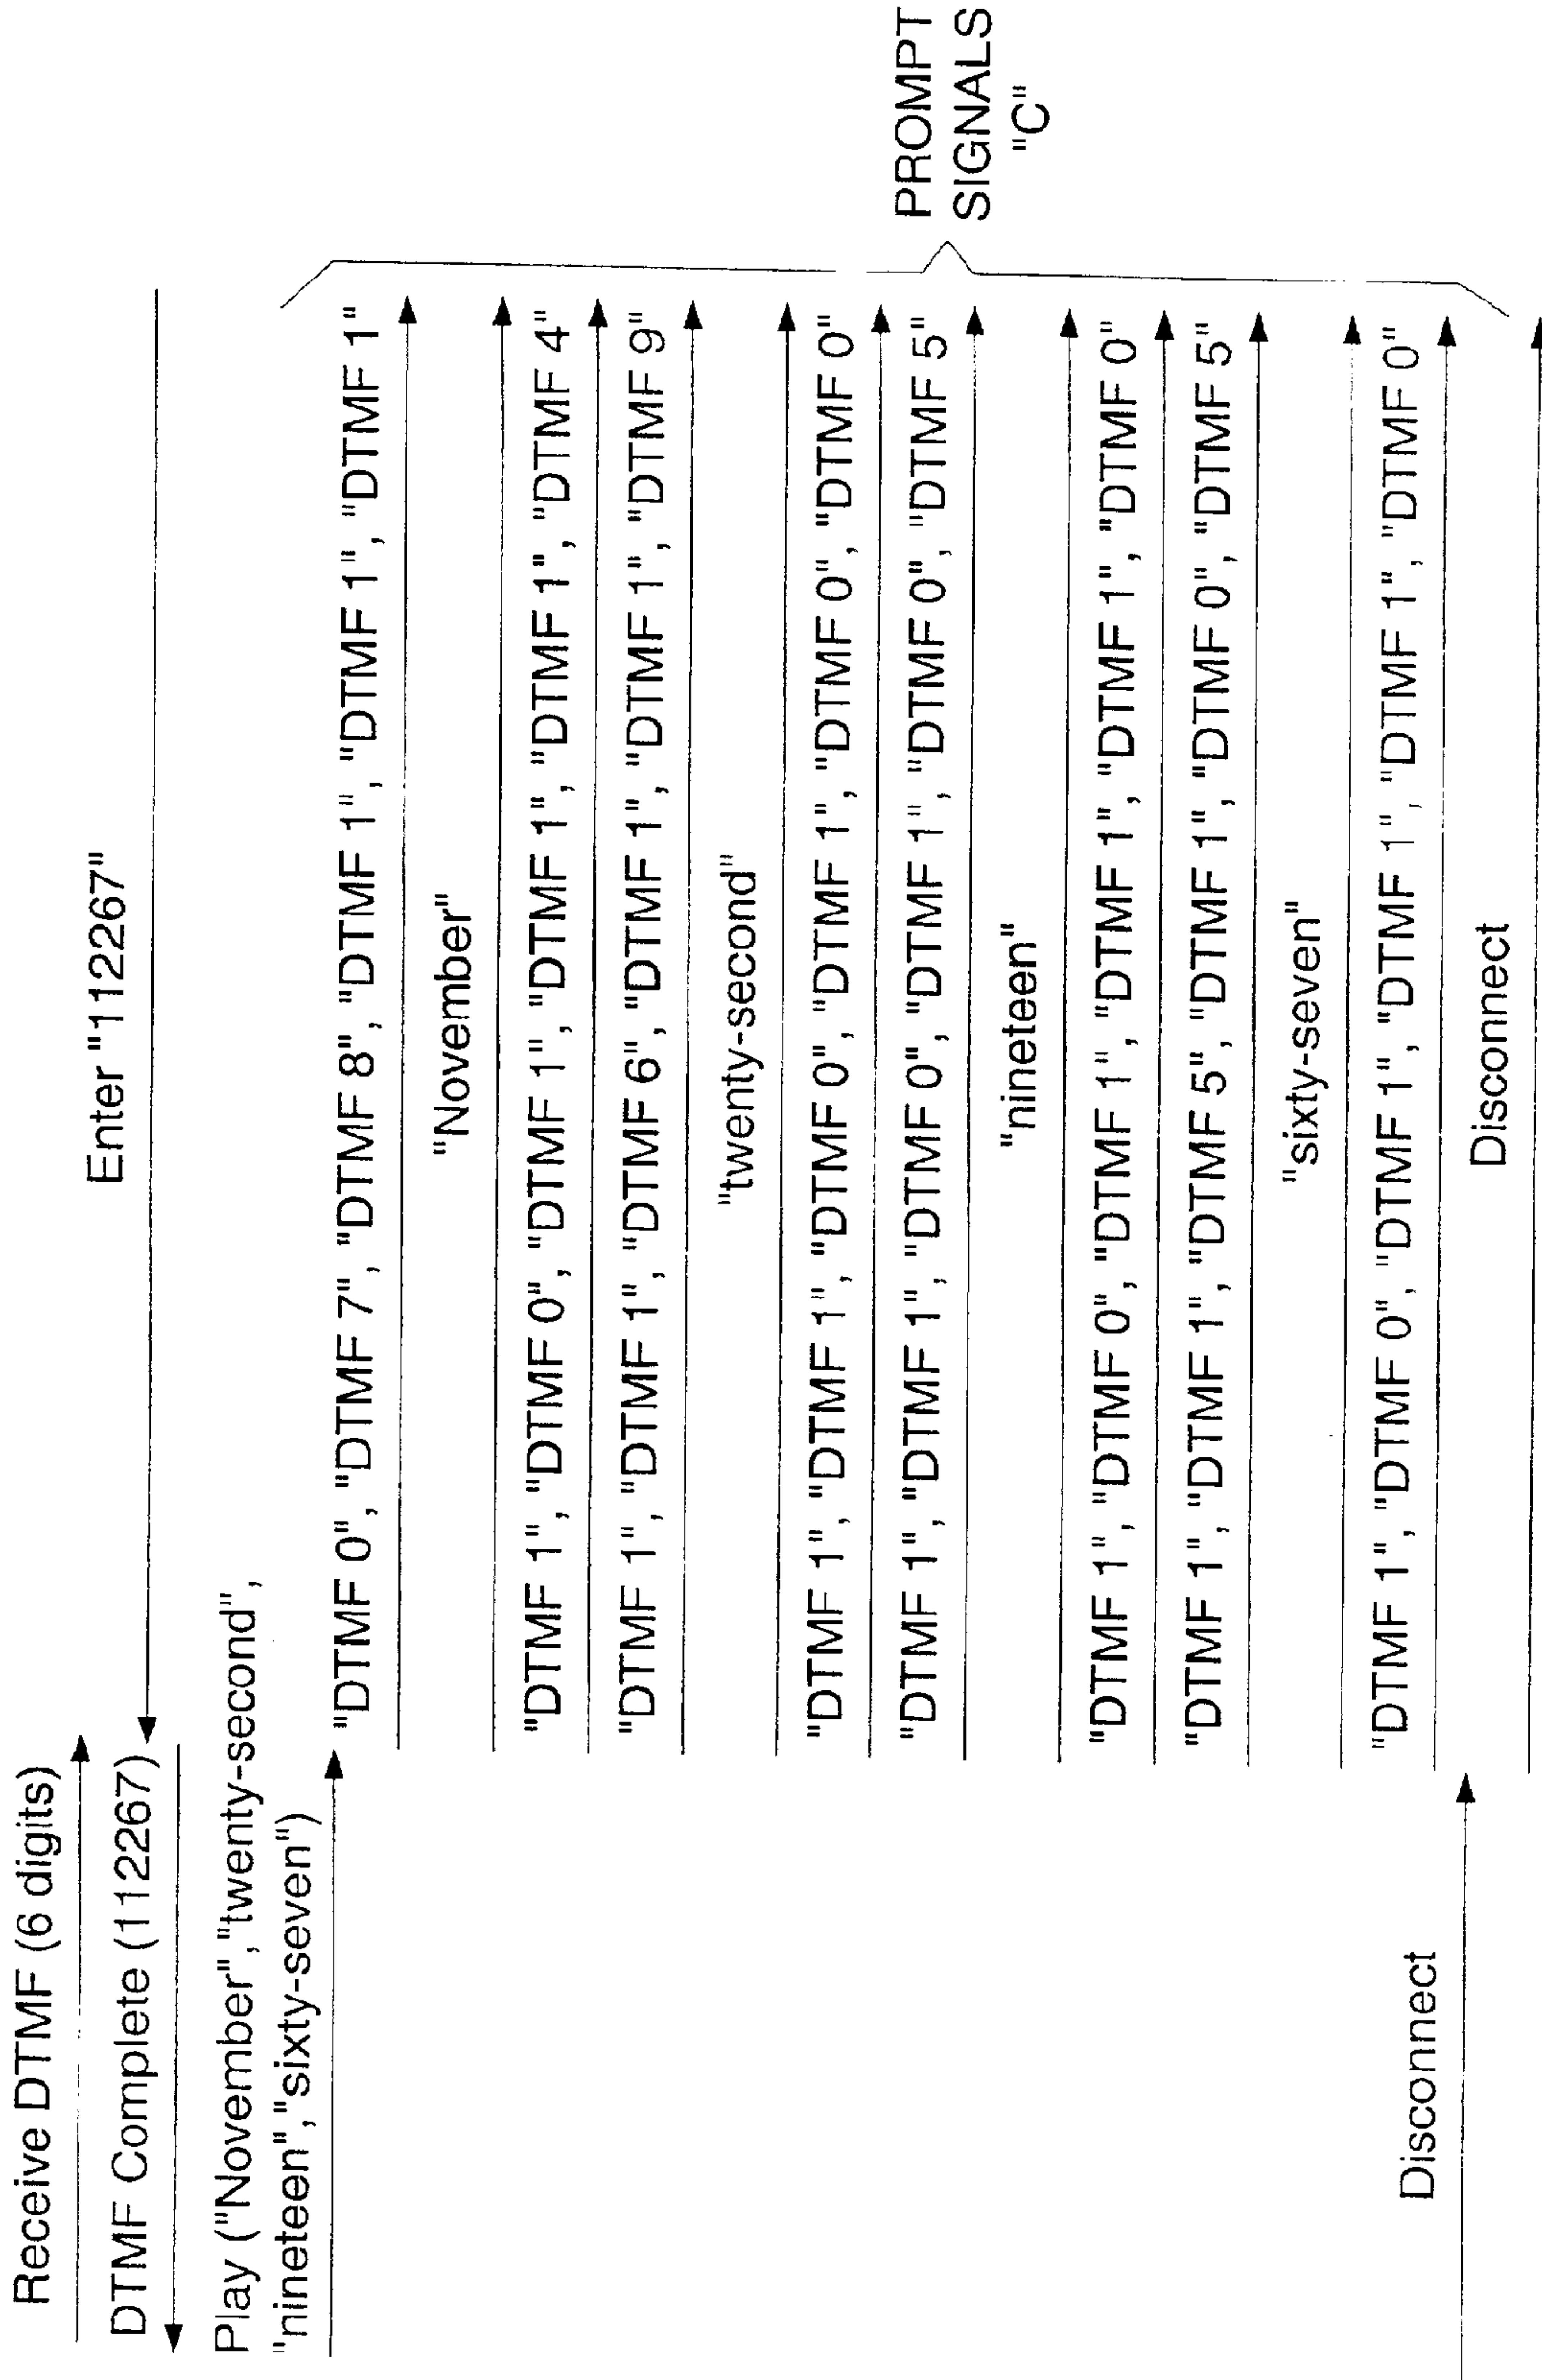 Receive DTMF (6 digits)
Enter "112267"
DTMF Complete (112267)
Play ("November","twenty-second",
"nineteen","sixty-seven")
"DTMF 0", "DTMF 7", "DTMF 8", "DTMF 1", "DTMF 1", "DTMF 1"
"November"
"DTMF 1", "DTMF 0", "DTMF 1", "DTMF 1", "DTMF 1", "DTMF 4"
"DTMF 1", "DTMF 1", "DTMF 6", "DTMF 1", "DTMF 1", "DTMF 9"
"twenty-second"
"DTMF 1", "DTMF 1", "DTMF 0", "DTMF 1", "DTMF 0", "DTMF 0"
"DTMF 1", "DTMF 1", "DTMF 0", "DTMF 1", "DTMF 0", "DTMF 5"
"nineteen"
"DTMF 1", "DTMF 0", "DTMF 1", "DTMF 1", "DTMF 1", "DTMF 0"
"DTMF 1", "DTMF 1", "DTMF 5", "DTMF 1", "DTMF 0", "DTMF 5"
"sixty-seven"
"DTMF 1", "DTMF 0", "DTMF 1", "DTMF 1", "DTMF 1", "DTMF 0"
PROMPT
SIGNALS
"C"
Disconnect
Disconnect